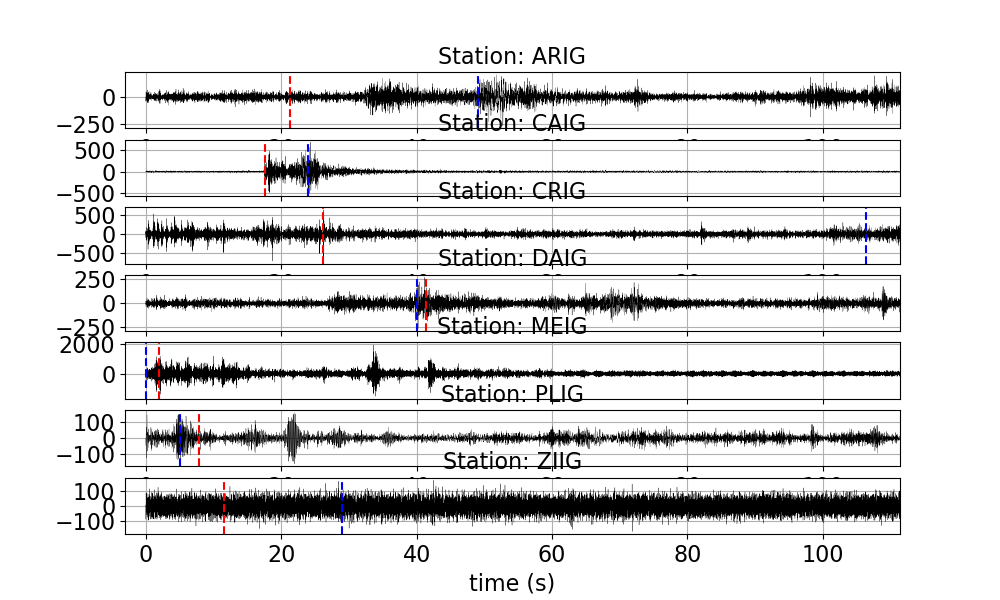 Station: ARIG
0
−250
Station: CAIG
500
0
−500
Station: CRIG
500
0
−500
Station: DAIG
250
0
−250
Station: MEIG
2000
0
Station: PLIG
100
0
−100
Station: ZIIG
100
0
−100
0 20 40 60 80 100
time (s)